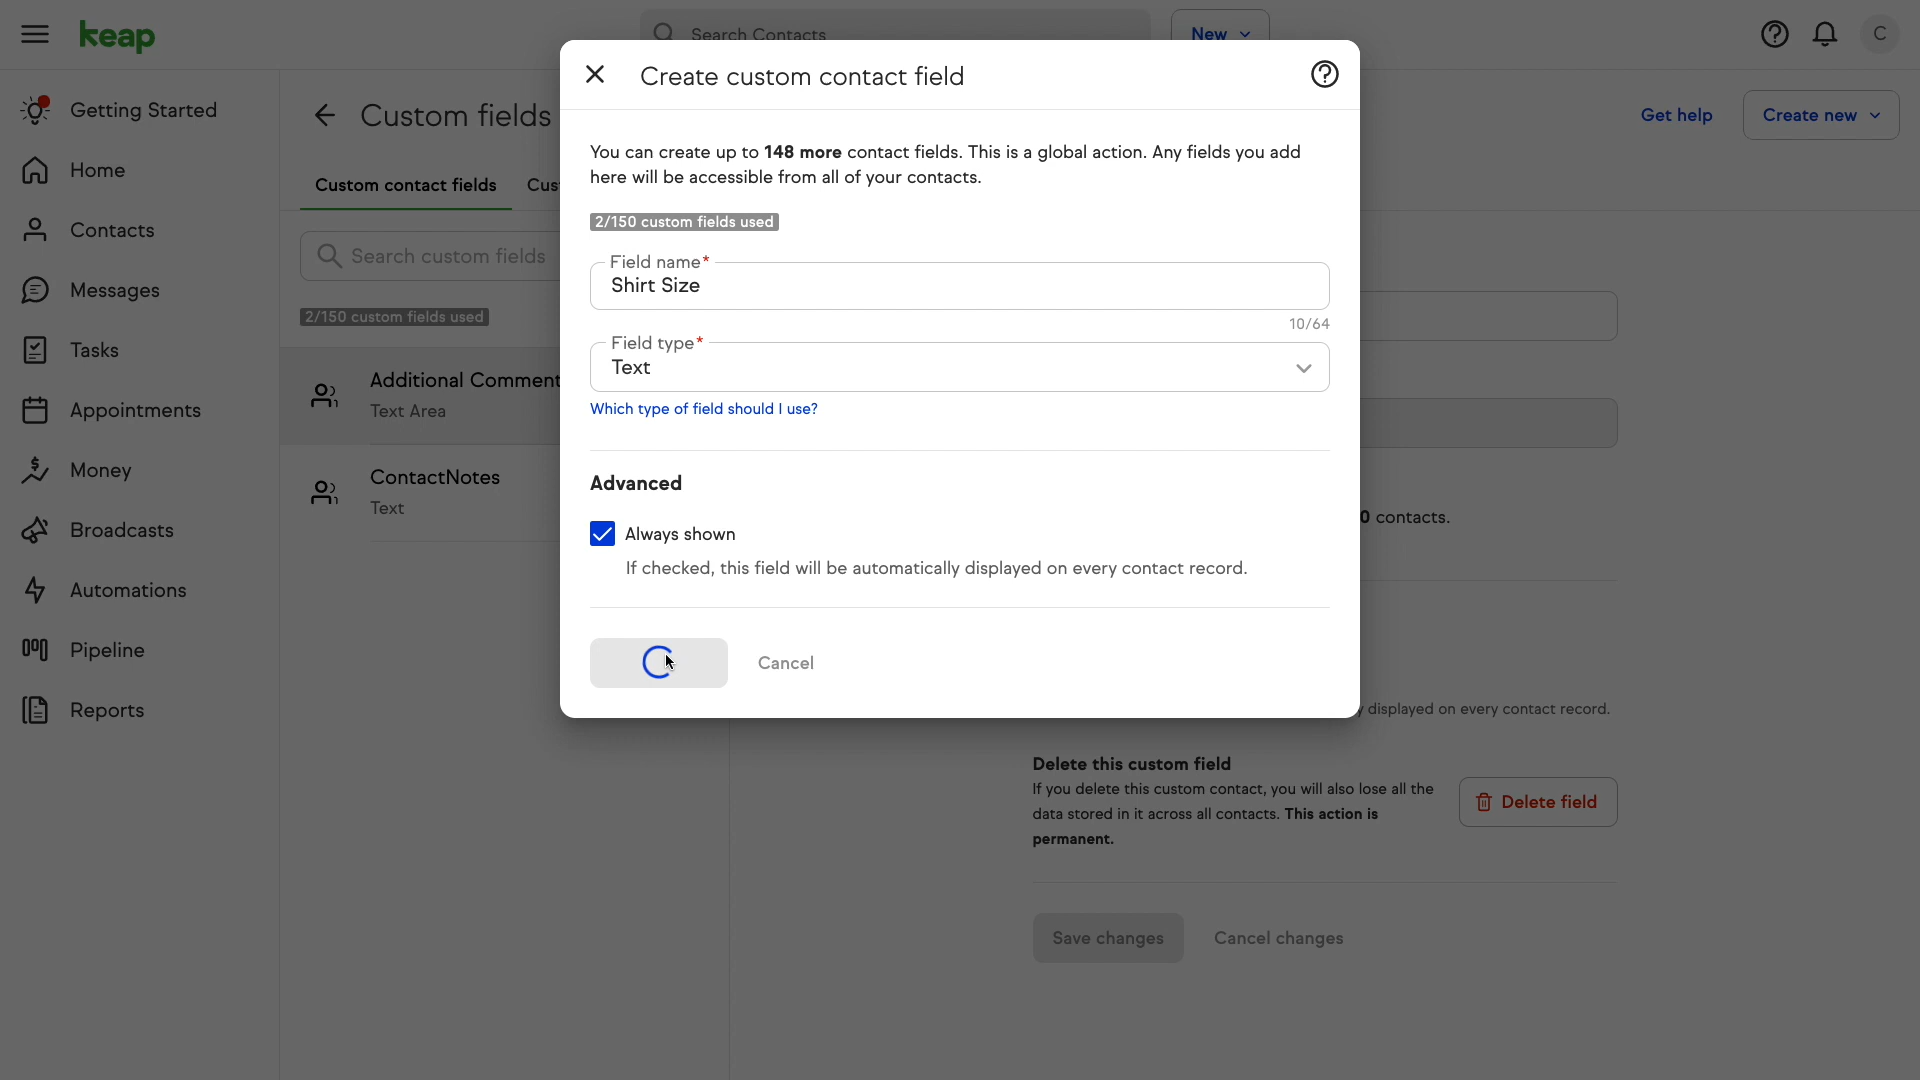 keap
Search Contacts
New
C
Getting Started
Home
Contacts
Messages
Tasks
Appointments
Money
Broadcasts
Automations
Pipeline
Reports
Custom fields
Get help
Create new
Custom contact fields
Cus
Search custom fields
2/150 custom fields used
Additional Comment
Text Area
ContactNotes
Text
Create custom contact field
You can create up to 148 more contact fields. This is a global action. Any fields you add
here will be accessible from all of your contacts.
2/150 custom fields used
Field name*
Shirt Size
10/64
Field type*
Text
Which type of field should I use?
Advanced
Always shown
If checked, this field will be automatically displayed on every contact record.
Cancel
0 contacts.
y displayed on every contact record.
Delete this custom field
If you delete this custom contact, you will also lose all the
data stored in it across all contacts. This action is
permanent.
Delete field
Save changes
Cancel changes